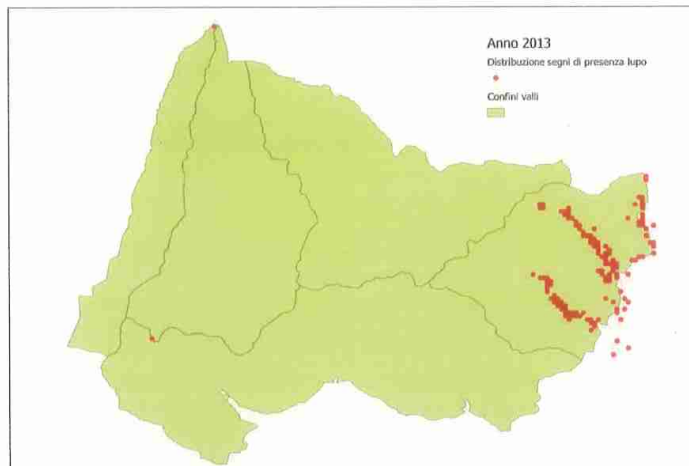 Anno 2013
Distribuzione segni di presenza lupo
Confini valli